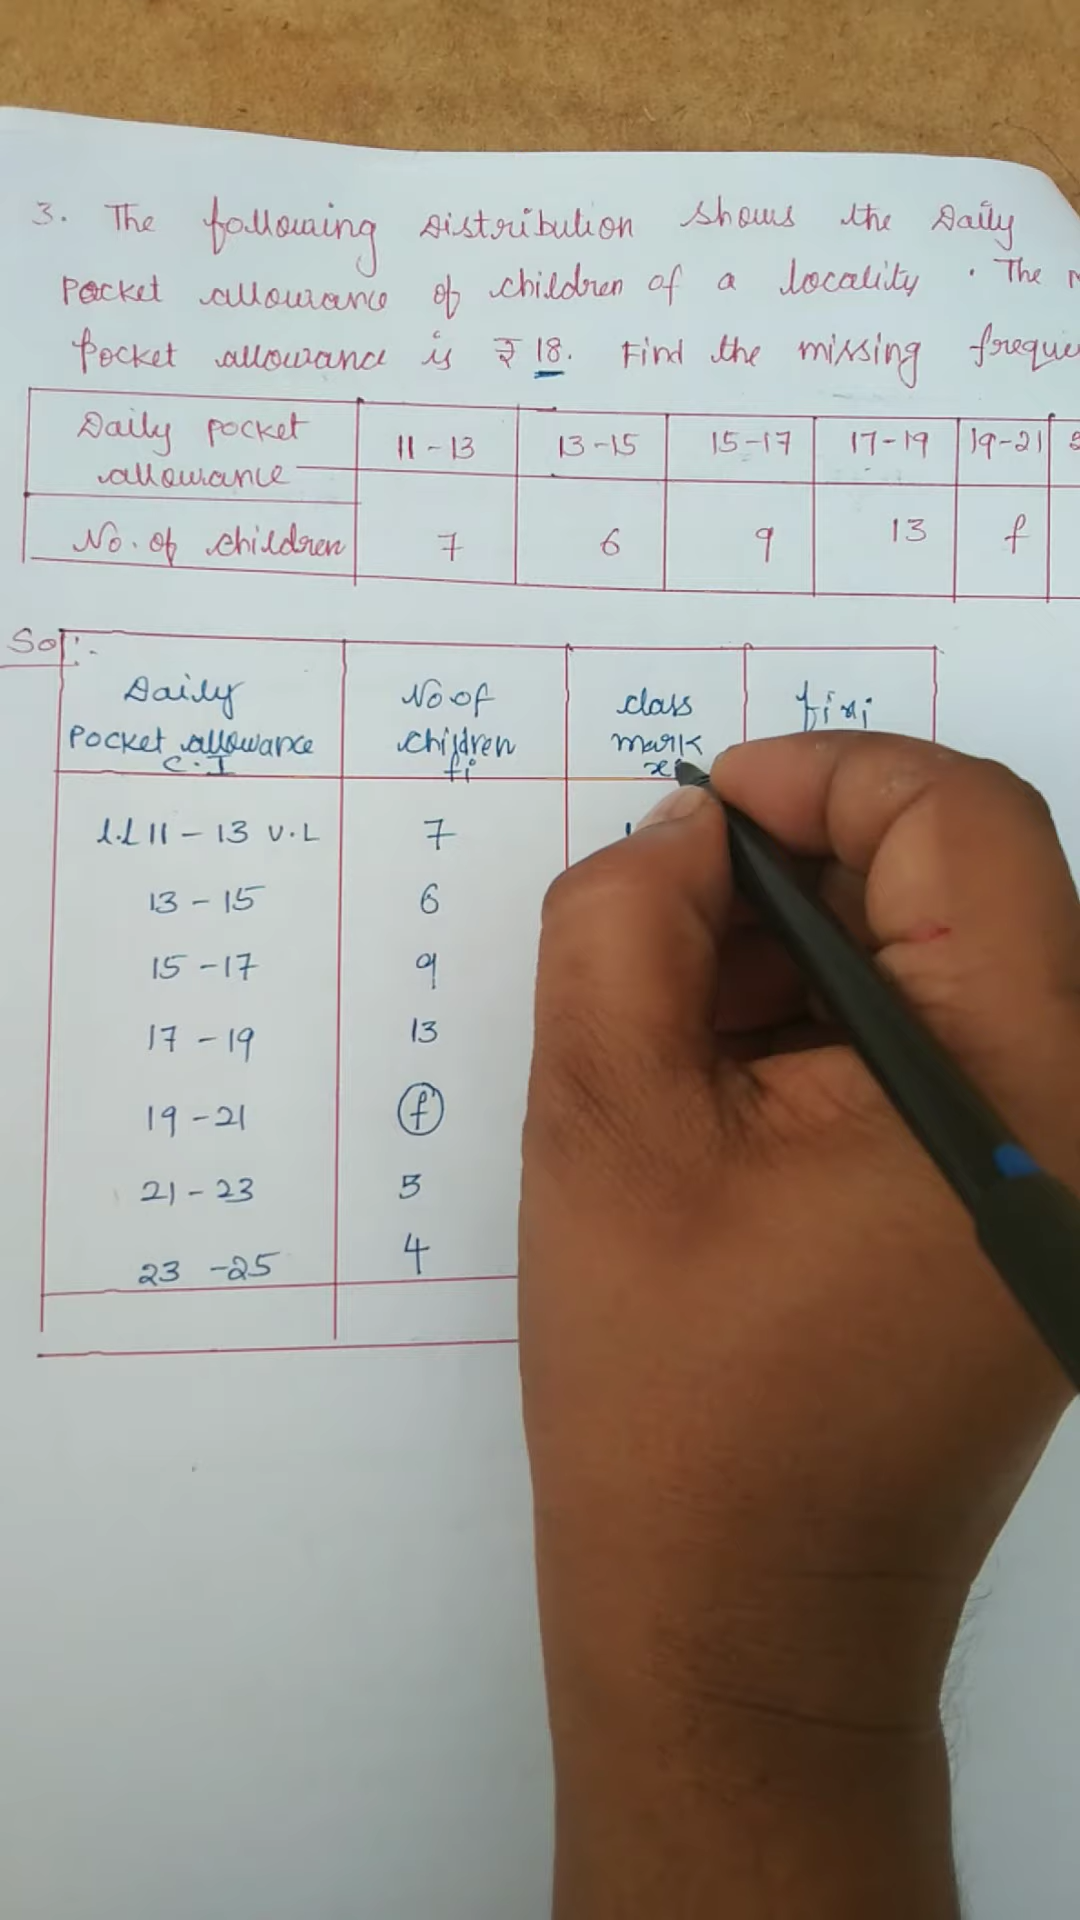 3. The following Distribution shows the Daily
Pocket allowance of children of a locality . The
pocket allowance is ₹ 18. Find the missing
Daily pocket allowance 11-13 13-15 15-17 17-19 19-21
No. of children 7 6 9 13 f
Sol:-
Daily Pocket allowance C.I No of children fi class mark fixi
l.l 11 - 13 U.L 7
13 - 15 6
15 - 17 9
17 - 19 13
19 - 21 f
21 - 23 5
23 - 25 4